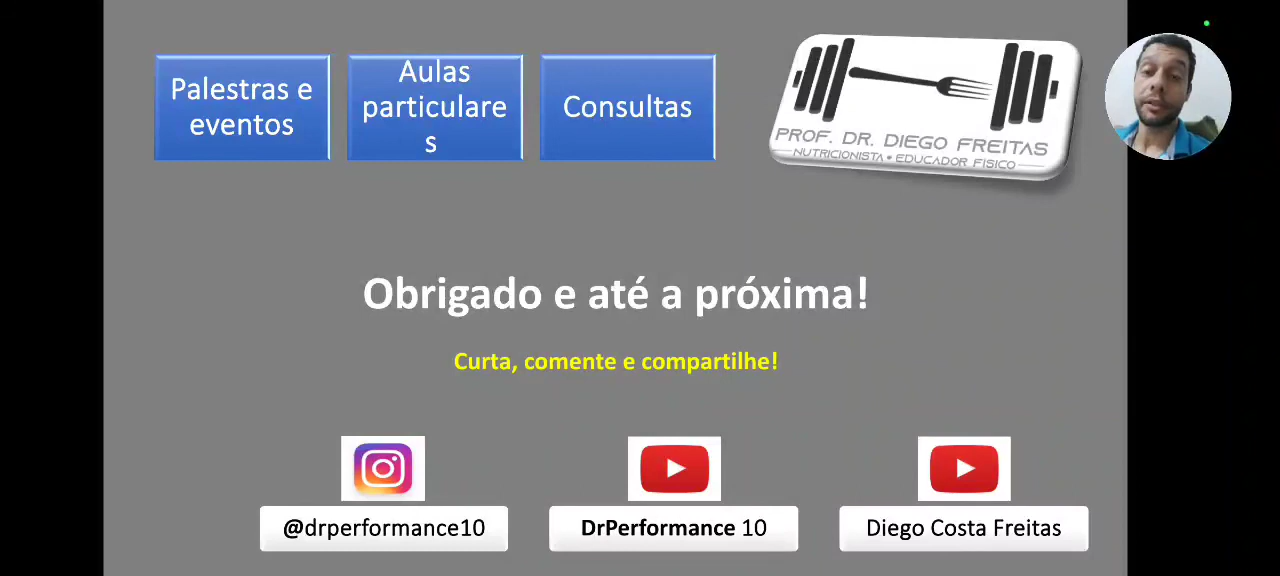 Palestras e
eventos
Aulas
particulare
s
Consultas
PROF. DR. DIEGO FREITAS
NUTRICIONISTA • EDUCADOR FÍSICO
Obrigado e até a próxima!
Curta, comente e compartilhe!
@drperformance10
DrPerformance 10
Diego Costa Freitas